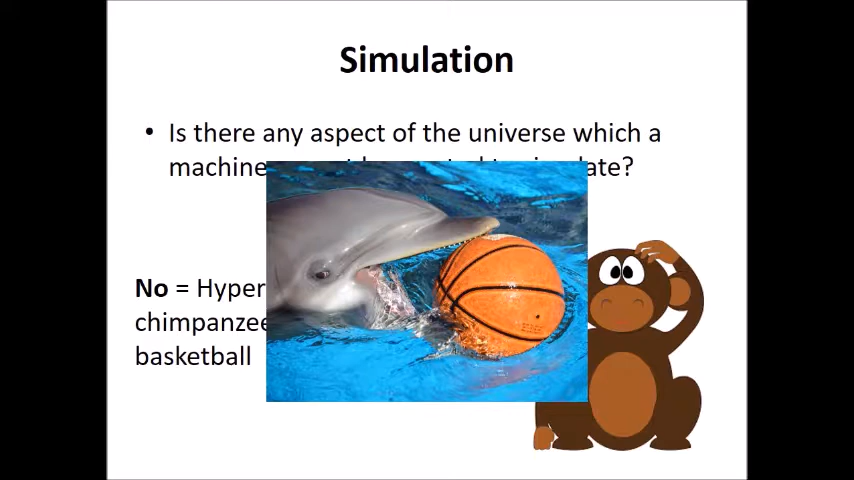 Simulation
• Is there any aspect of the universe which a
machine ate?
No = Hyper
chimpanzee
basketball